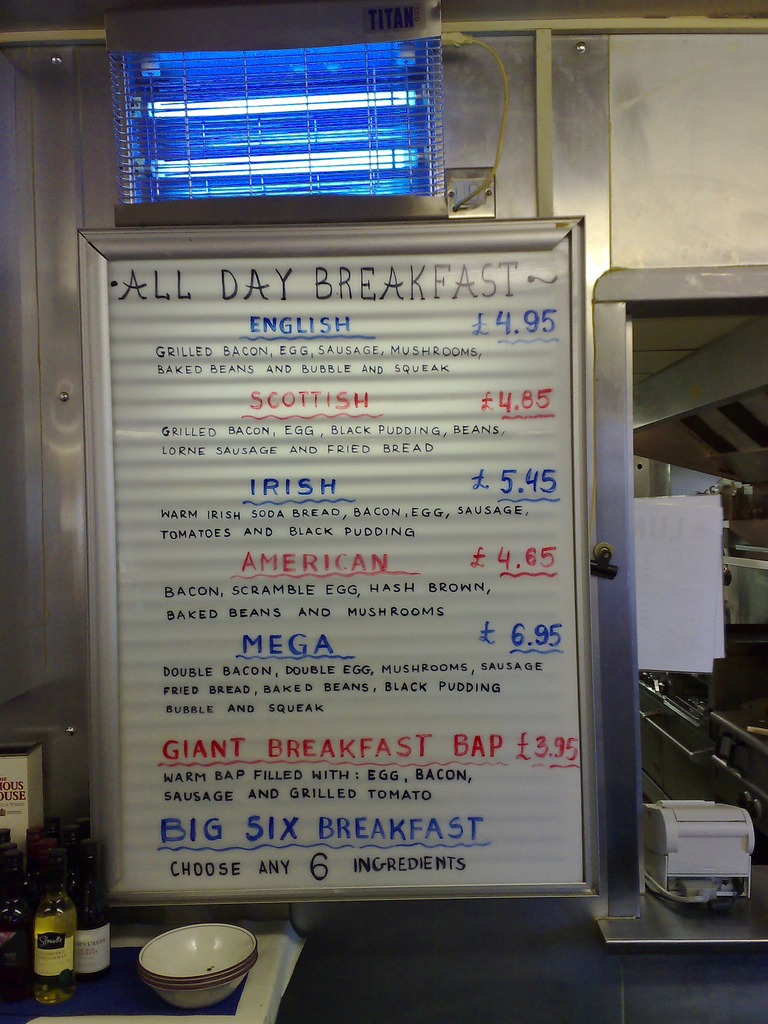 TITAN
·ALL DAY BREAKFAST~
ENGLISH £4.95
GRILLED BACON, EGG, SAUSAGE, MUSHROOMS,
BAKED BEANS AND BUBBLE AND SQUEAK
SCOTTISH £4.85
GRILLED BACON, EGG, BLACK PUDDING, BEANS,
LORNE SAUSAGE AND FRIED BREAD
IRISH £5.45
WARM IRISH SODA BREAD, BACON, EGG, SAUSAGE,
TOMATOES AND BLACK PUDDING
AMERICAN £4.65
BACON, SCRAMBLE EGG, HASH BROWN,
BAKED BEANS AND MUSHROOMS
MEGA £6.95
DOUBLE BACON, DOUBLE EGG, MUSHROOMS, SAUSAGE
FRIED BREAD, BAKED BEANS, BLACK PUDDING
BUBBLE AND SQUEAK
GIANT BREAKFAST BAP £3.95
WARM BAP FILLED WITH: EGG, BACON,
SAUSAGE AND GRILLED TOMATO
BIG SIX BREAKFAST
CHOOSE ANY 6 INGREDIENTS